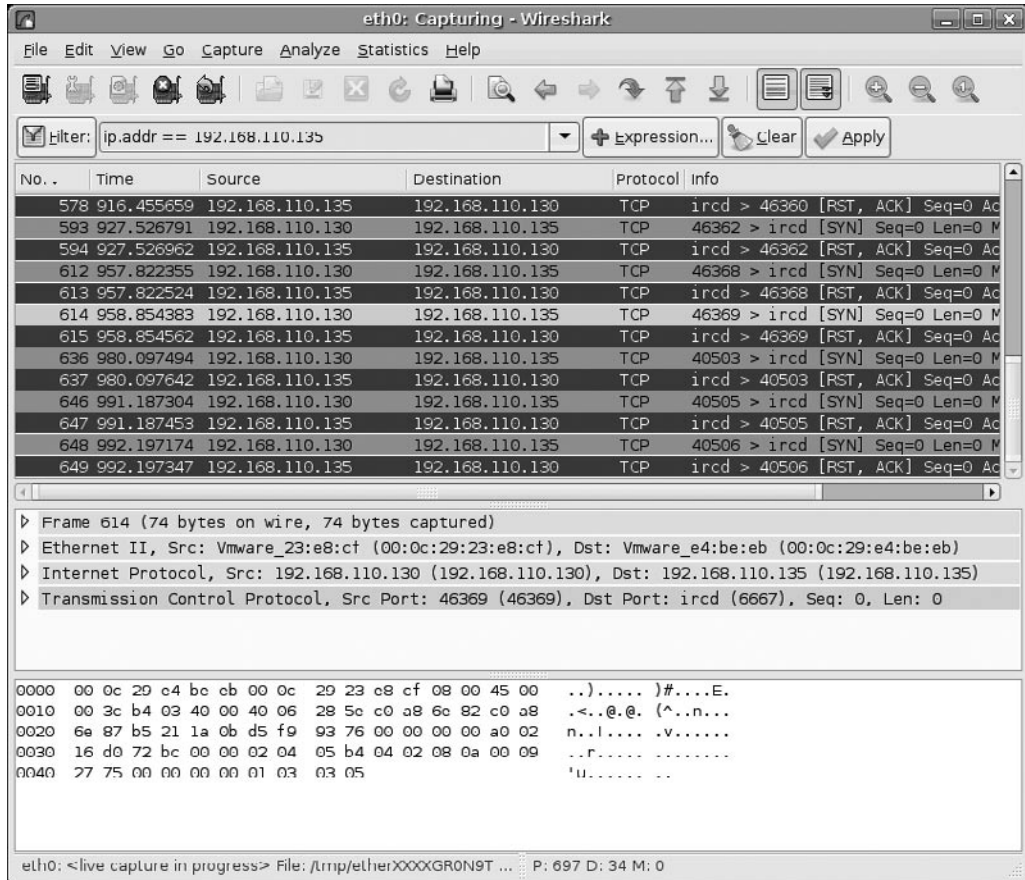 eth0: Capturing - Wireshark
File Edit View Go Capture Analyze Statistics Help
Filter: ip.addr == 192.168.110.135 Expression... Clear Apply
No. . Time Source Destination Protocol Info
578 916.455659 192.168.110.135 192.168.110.130 TCP ircd > 46360 [RST, ACK] Seq=0 Ac
593 927.526791 192.168.110.130 192.168.110.135 TCP 46362 > ircd [SYN] Seq=0 Len=0 M
594 927.526962 192.168.110.135 192.168.110.130 TCP ircd > 46362 [RST, ACK] Seq=0 Ac
612 957.822355 192.168.110.130 192.168.110.135 TCP 46368 > ircd [SYN] Seq=0 Len=0 M
613 957.822524 192.168.110.135 192.168.110.130 TCP ircd > 46368 [RST, ACK] Seq=0 Ac
614 958.854383 192.168.110.130 192.168.110.135 TCP 46369 > ircd [SYN] Seq=0 Len=0 M
615 958.854562 192.168.110.135 192.168.110.130 TCP ircd > 46369 [RST, ACK] Seq=0 Ac
636 980.097494 192.168.110.130 192.168.110.135 TCP 40503 > ircd [SYN] Seq=0 Len=0 M
637 980.097642 192.168.110.135 192.168.110.130 TCP ircd > 40503 [RST, ACK] Seq=0 Ac
646 991.187304 192.168.110.130 192.168.110.135 TCP 40505 > ircd [SYN] Seq=0 Len=0 M
647 991.187453 192.168.110.135 192.168.110.130 TCP ircd > 40505 [RST, ACK] Seq=0 Ac
648 992.197174 192.168.110.130 192.168.110.135 TCP 40506 > ircd [SYN] Seq=0 Len=0 M
649 992.197347 192.168.110.135 192.168.110.130 TCP ircd > 40506 [RST, ACK] Seq=0 Ac
Frame 614 (74 bytes on wire, 74 bytes captured)
Ethernet II, Src: Vmware_23:e8:cf (00:0c:29:23:e8:cf), Dst: Vmware_e4:be:eb (00:0c:29:e4:be:eb)
Internet Protocol, Src: 192.168.110.130 (192.168.110.130), Dst: 192.168.110.135 (192.168.110.135)
Transmission Control Protocol, Src Port: 46369 (46369), Dst Port: ircd (6667), Seq: 0, Len: 0
0000 00 0c 29 e4 be eb 00 0c 29 23 e8 cf 08 00 45 00 ..)..... )#....E.
0010 00 3c b4 03 40 00 40 06 28 5e c0 a8 6e 82 c0 a8 .<..@.@. (^..n...
0020 6e 87 b5 21 1a 0b d5 f9 93 76 00 00 00 00 a0 02 n..!.... .v......
0030 16 d0 72 bc 00 00 02 04 05 b4 04 02 08 0a 00 09 ..r..... ........
0040 27 75 00 00 00 00 01 03 03 05 'u...... ..
eth0: <live capture in progress> File: /tmp/etherXXXXGR0N9T ... P: 697 D: 34 M: 0